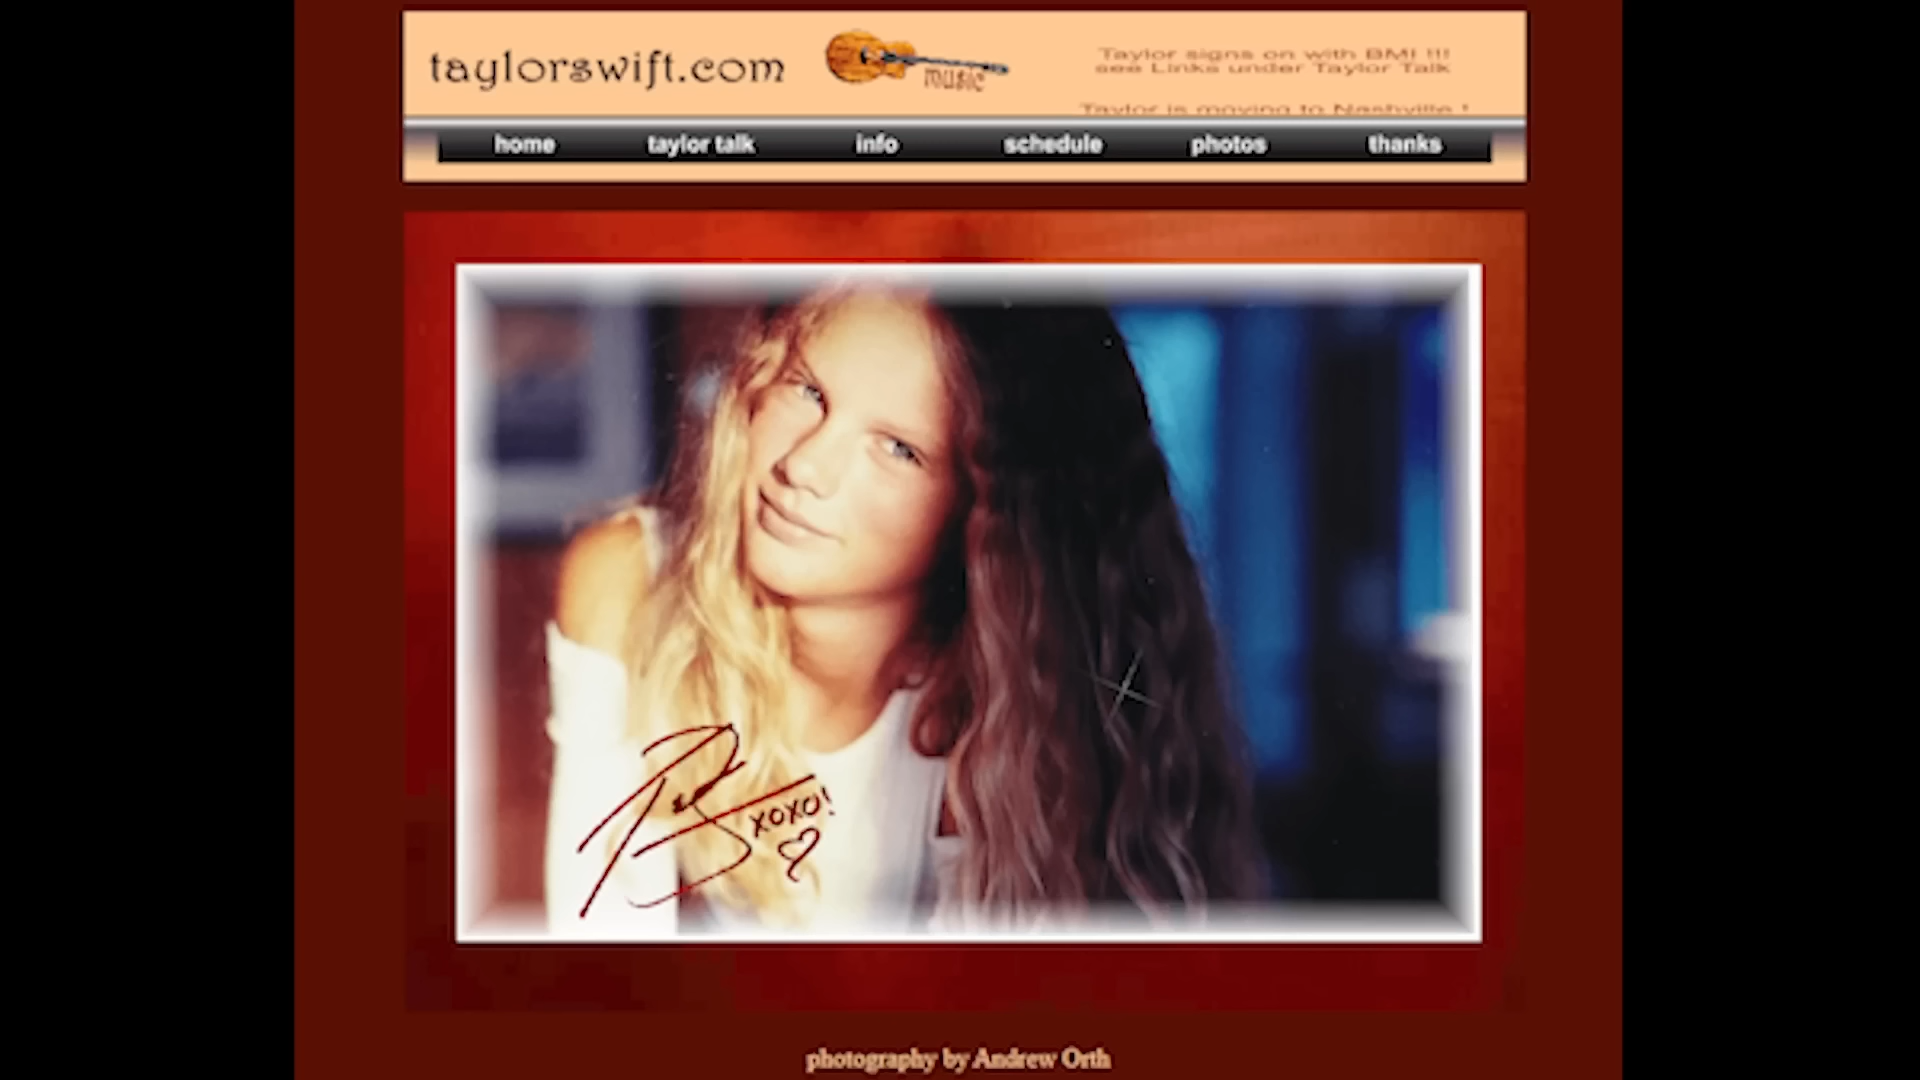 taylorswift.com
music
Taylor signs on with BMI !!!
see Links under Taylor Talk
Taylor is moving to Nashville !
home taylor talk info schedule photos thanks
xoxo!
photography by Andrew Orth